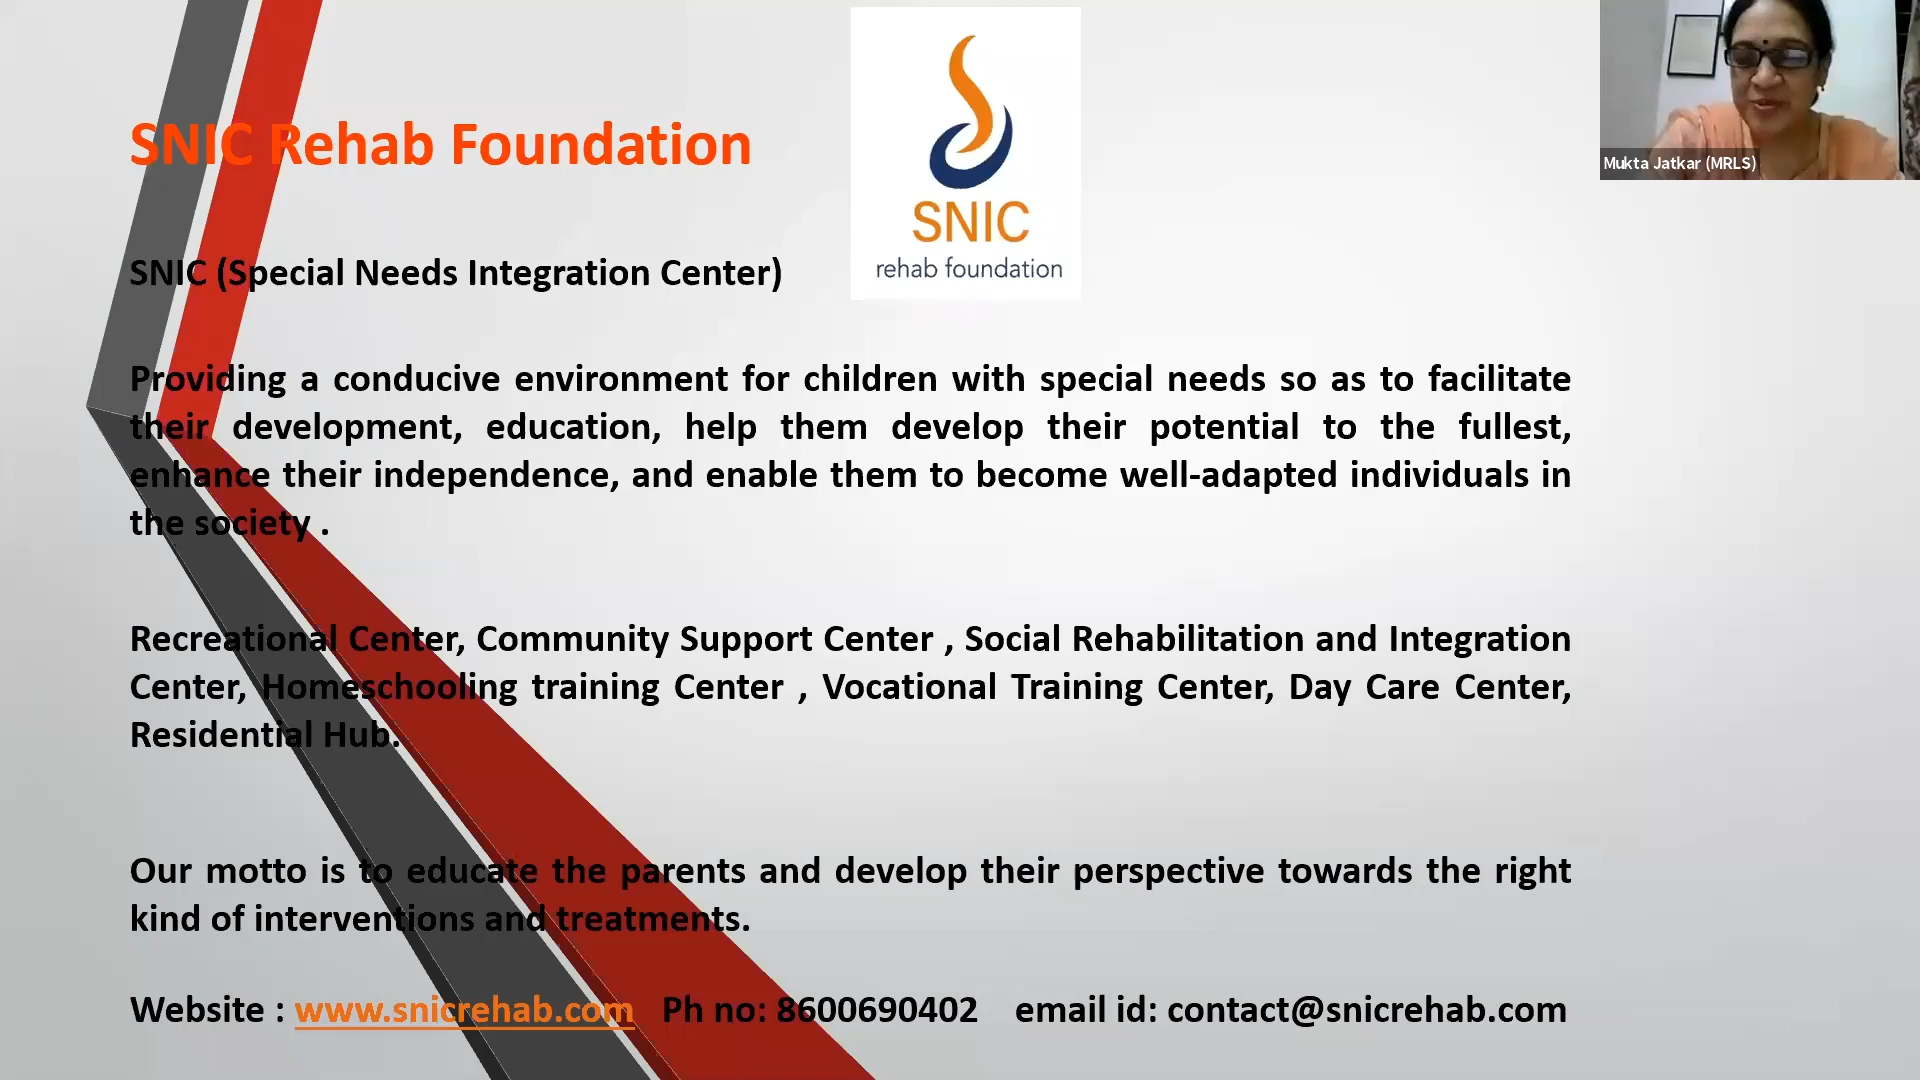 SNIC Rehab Foundation
SNIC
rehab foundation
Mukta Jatkar (MRLS)
SNIC (Special Needs Integration Center)
Providing a conducive environment for children with special needs so as to facilitate
their development, education, help them develop their potential to the fullest,
enhance their independence, and enable them to become well-adapted individuals in
the society .
Recreational Center, Community Support Center , Social Rehabilitation and Integration
Center, Homeschooling training Center , Vocational Training Center, Day Care Center,
Residential Hub.
Our motto is to educate the parents and develop their perspective towards the right
kind of interventions and treatments.
Website : www.snicrehab.com Ph no: 8600690402 email id: contact@snicrehab.com